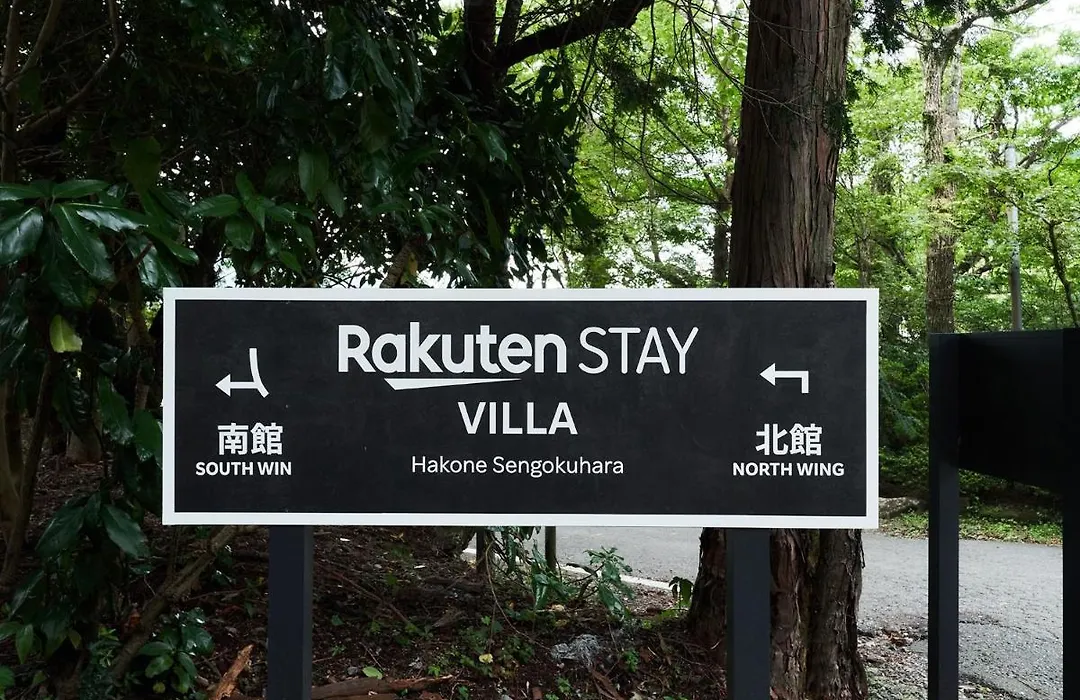 Rakuten STAY
VILLA
Hakone Sengokuhara
南館
SOUTH WIN
北館
NORTH WING